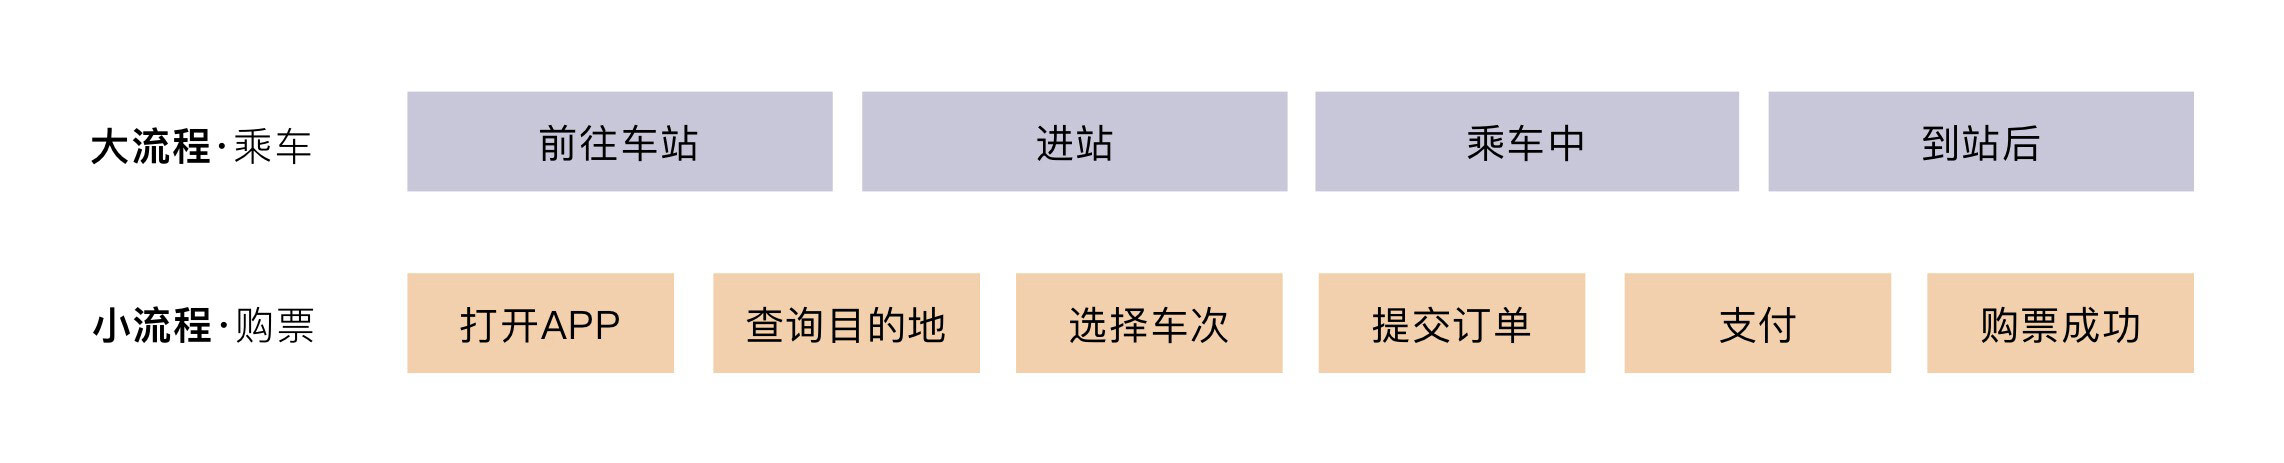 大流程·乘车 前往车站 进站 乘车中 到站后
小流程·购票 打开APP 查询目的地 选择车次 提交订单 支付 购票成功